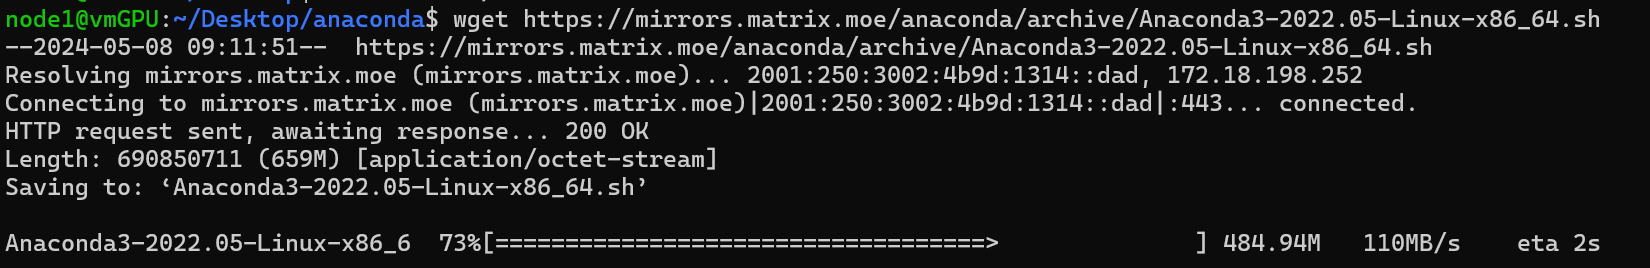 node1@vmGPU:~/Desktop/anaconda$ wget https://mirrors.matrix.moe/anaconda/archive/Anaconda3-2022.05-Linux-x86_64.sh
--2024-05-08 09:11:51--  https://mirrors.matrix.moe/anaconda/archive/Anaconda3-2022.05-Linux-x86_64.sh
Resolving mirrors.matrix.moe (mirrors.matrix.moe)... 2001:250:3002:4b9d:1314::dad, 172.18.198.252
Connecting to mirrors.matrix.moe (mirrors.matrix.moe)|2001:250:3002:4b9d:1314::dad|:443... connected.
HTTP request sent, awaiting response... 200 OK
Length: 690850711 (659M) [application/octet-stream]
Saving to: ‘Anaconda3-2022.05-Linux-x86_64.sh’
Anaconda3-2022.05-Linux-x86_6  73%[===================================>              ] 484.94M   110MB/s    eta 2s